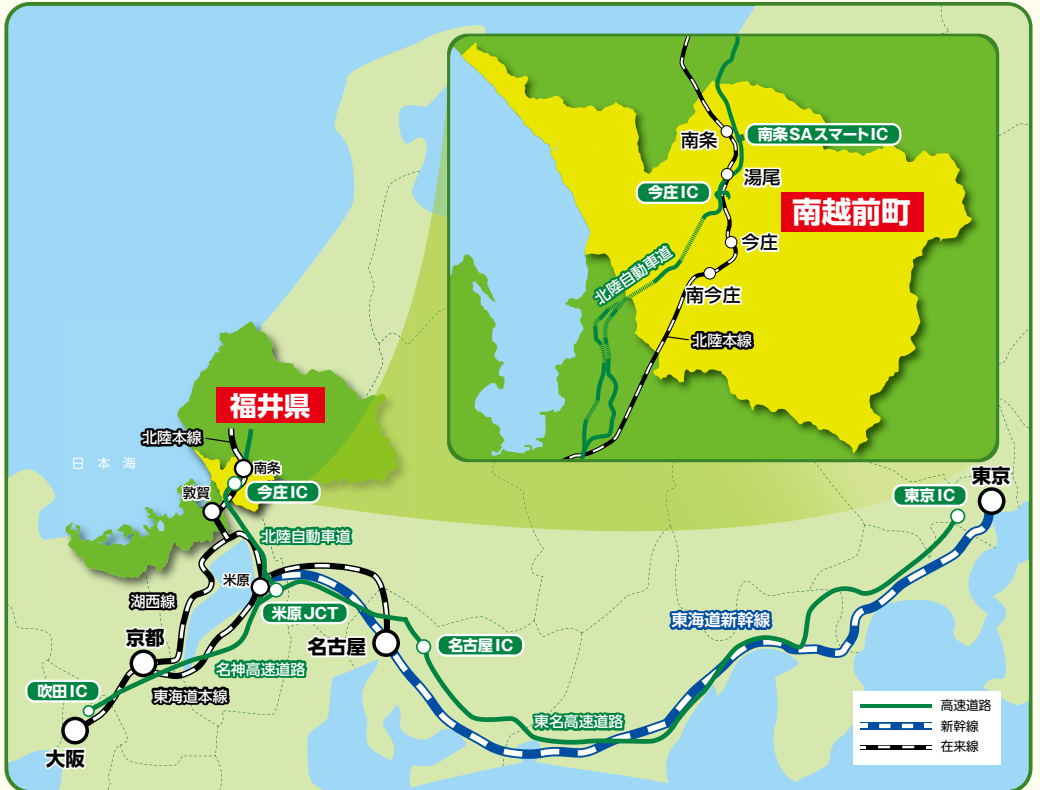 南条
南条SAスマートIC
湯尾
今庄IC
南越前町
今庄
北陸自動車道
南今庄
北陸本線
福井県
北陸本線
日本海
南条
敦賀
今庄IC
北陸自動車道
米原
湖西線
米原JCT
京都
名古屋
名古屋IC
名神高速道路
吹田IC
東海道本線
大阪
東名高速道路
東海道新幹線
東京
東京IC
高速道路
新幹線
在来線